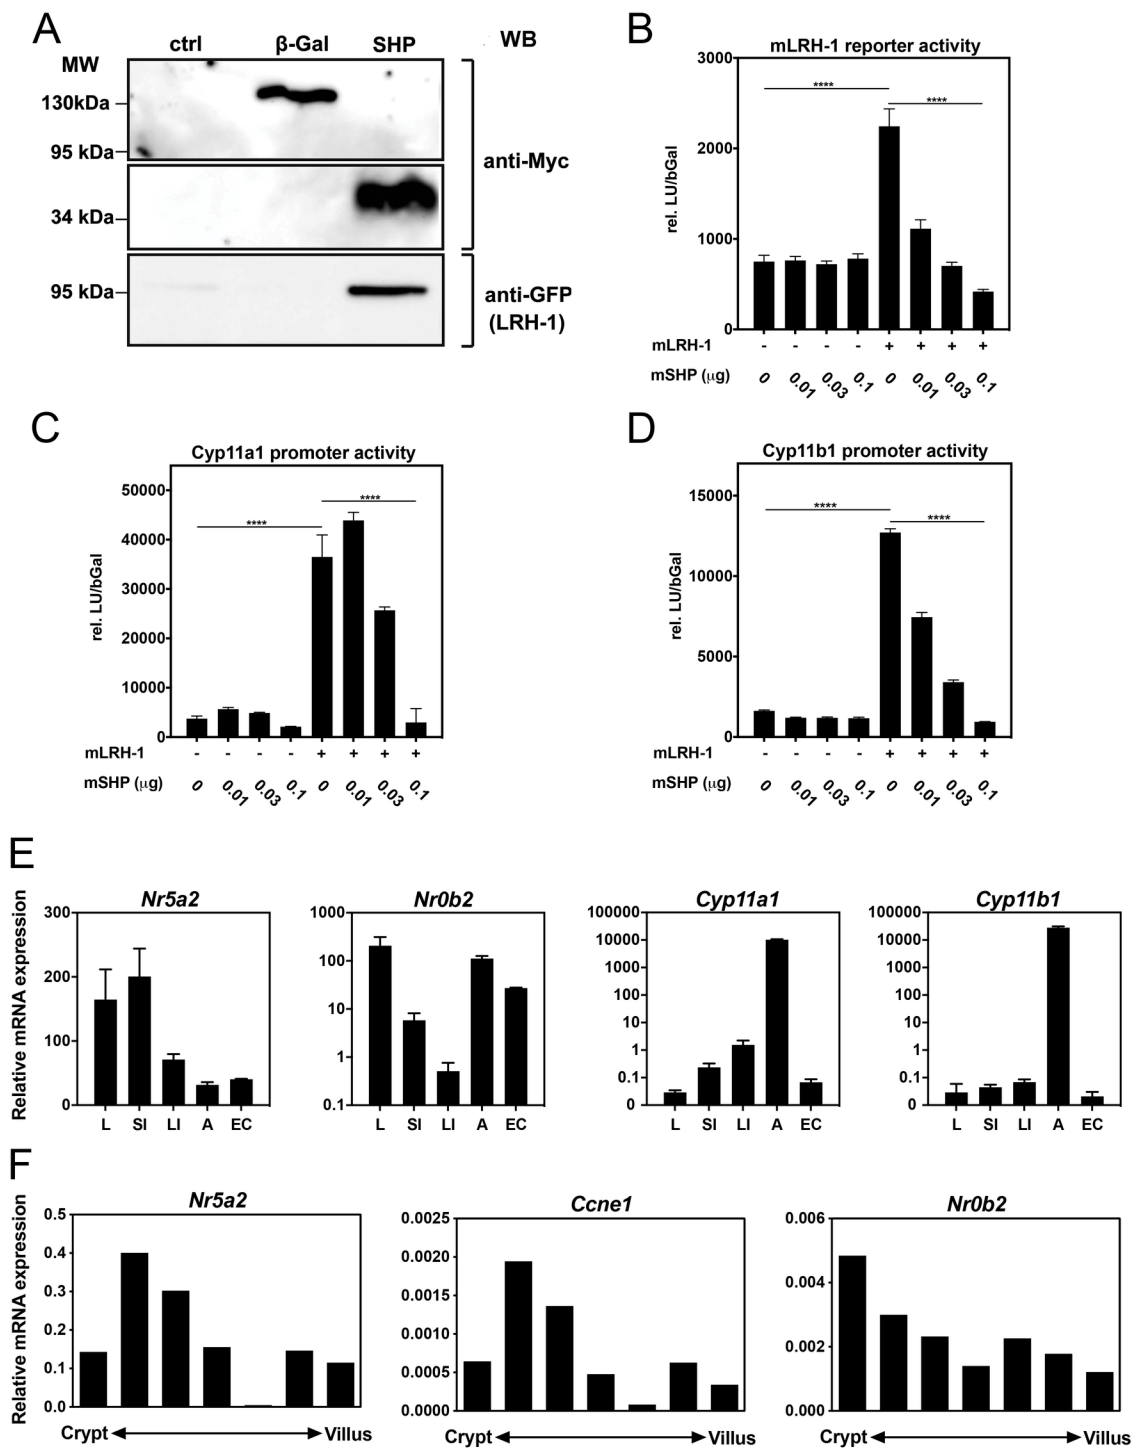 A
ctrl β-Gal SHP WB
MW
130kDa
95 kDa
anti-Myc
34 kDa
95 kDa
anti-GFP
(LRH-1)
B
mLRH-1 reporter activity
rel. LU/bGal
3000
2000
1000
0
**** ****
mLRH-1 - - - - + + + +
mSHP (μg) 0 0.01 0.03 0.1 0 0.01 0.03 0.1
C
Cyp11a1 promoter activity
rel. LU/bGal
50000
40000
30000
20000
10000
0
**** ****
mLRH-1 - - - - + + + +
mSHP (μg) 0 0.01 0.03 0.1 0 0.01 0.03 0.1
D
Cyp11b1 promoter activity
rel. LU/bGal
15000
10000
5000
0
**** ****
mLRH-1 - - - - + + + +
mSHP (μg) 0 0.01 0.03 0.1 0 0.01 0.03 0.1
E
Relative mRNA expression
Nr5a2
300
200
100
0
L SI LI A EC
Nr0b2
1000
100
10
1
0.1
L SI LI A EC
Cyp11a1
100000
10000
1000
100
10
1
0.1
0
L SI LI A EC
Cyp11b1
100000
10000
1000
100
10
1
0.1
0
L SI LI A EC
F
Relative mRNA expression
Nr5a2
0.5
0.4
0.3
0.2
0.1
0.0
Crypt Villus
Ccne1
0.0025
0.0020
0.0015
0.0010
0.0005
0.0000
Crypt Villus
Nr0b2
0.006
0.004
0.002
0.000
Crypt Villus